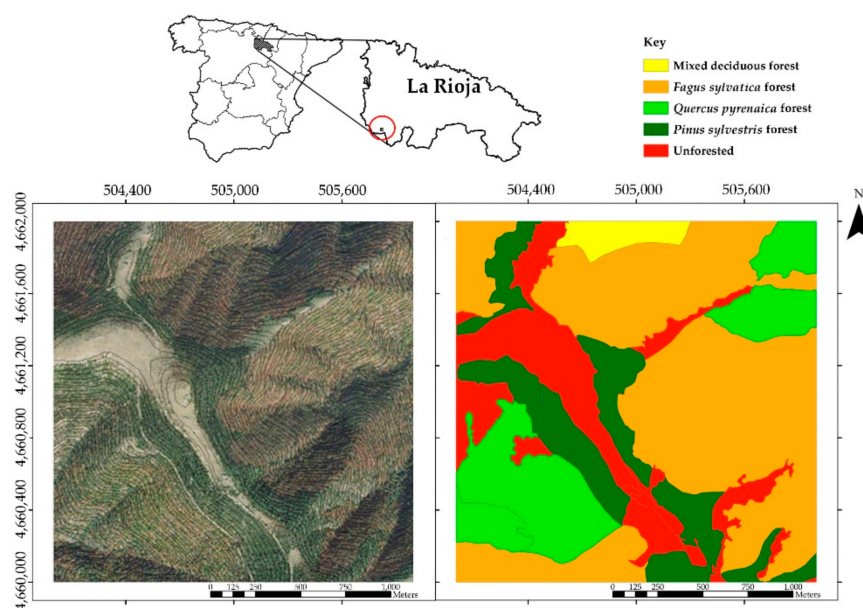 Key
Mixed deciduous forest
Fagus sylvatica forest
Quercus pyrenaica forest
Pinus sylvestris forest
Unforested
La Rioja
504,400 505,000 505,600
504,400 505,000 505,600
N
4,662,000
4,661,600
4,661,200
4,660,800
4,660,400
4,660,000
0 125 250 500 750 1,000
Meters
0 125 250 500 750 1,000
Meters